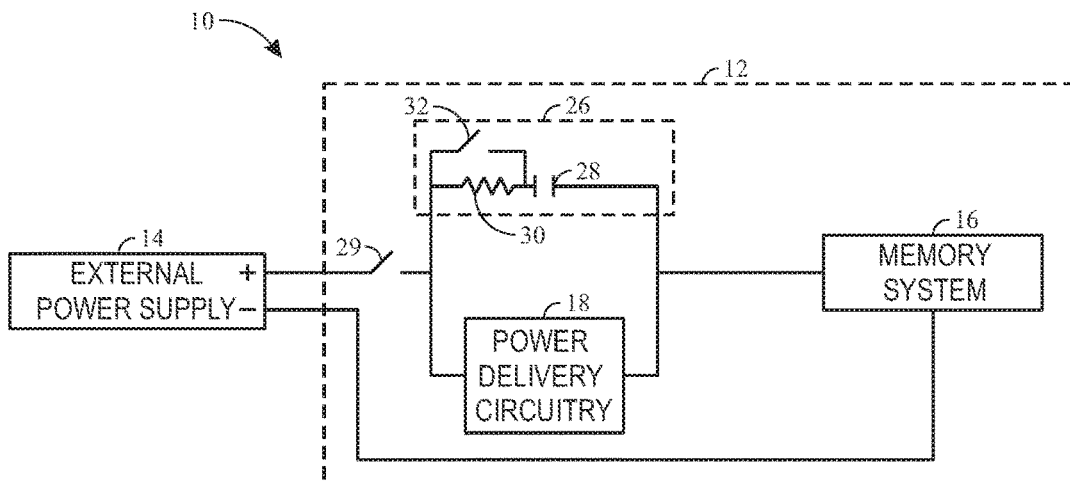 10
12
32
26
28
30
14
EXTERNAL
POWER SUPPLY
+
−
29
18
POWER
DELIVERY
CIRCUITRY
16
MEMORY
SYSTEM